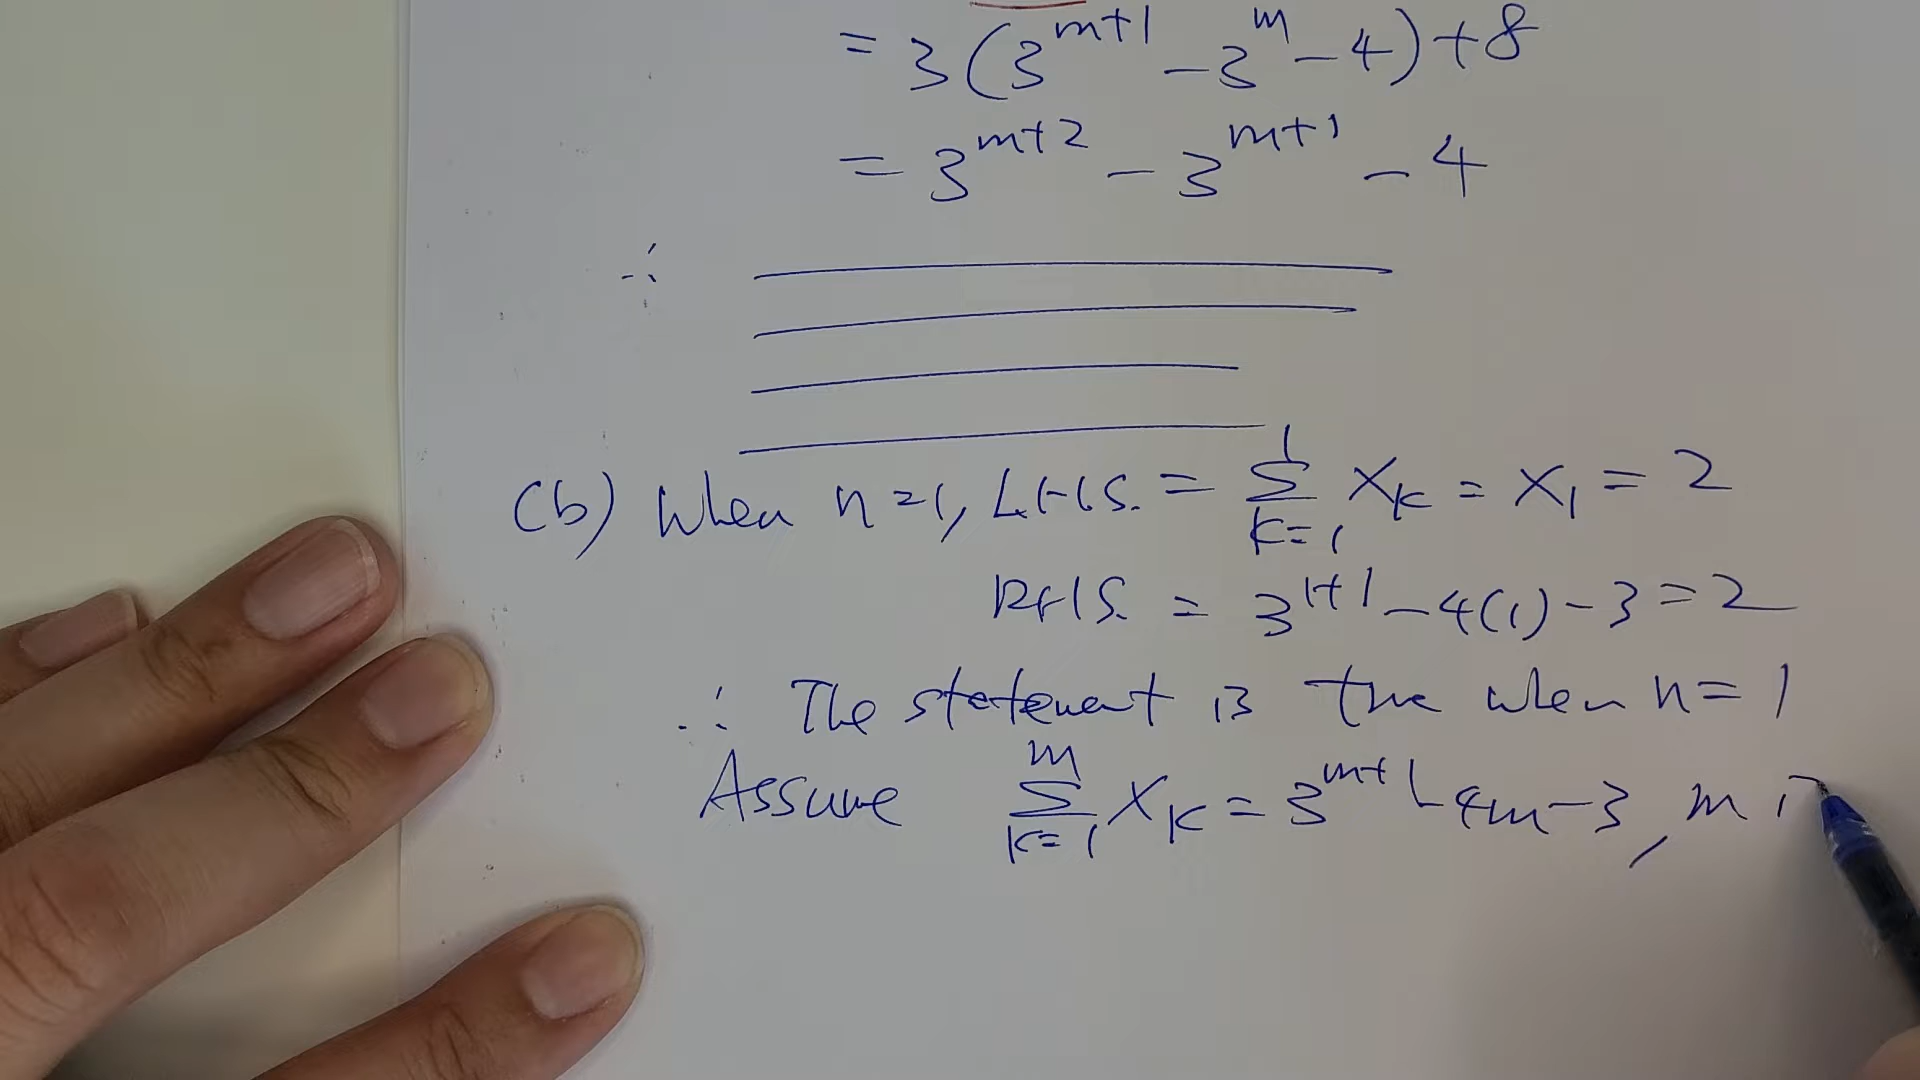 = 3(3^{m+1} - 3^m - 4) + 8
= 3^{m+2} - 3^{m+1} - 4
∴
(b) When n=1, L.H.S. = \sum_{k=1}^{1} X_k = X_1 = 2
R.H.S. = 3^{1+1} - 4(1) - 3 = 2
∴ The statement is true when n = 1
Assume \sum_{k=1}^{m} X_k = 3^{m+1} - 4m - 3, m i